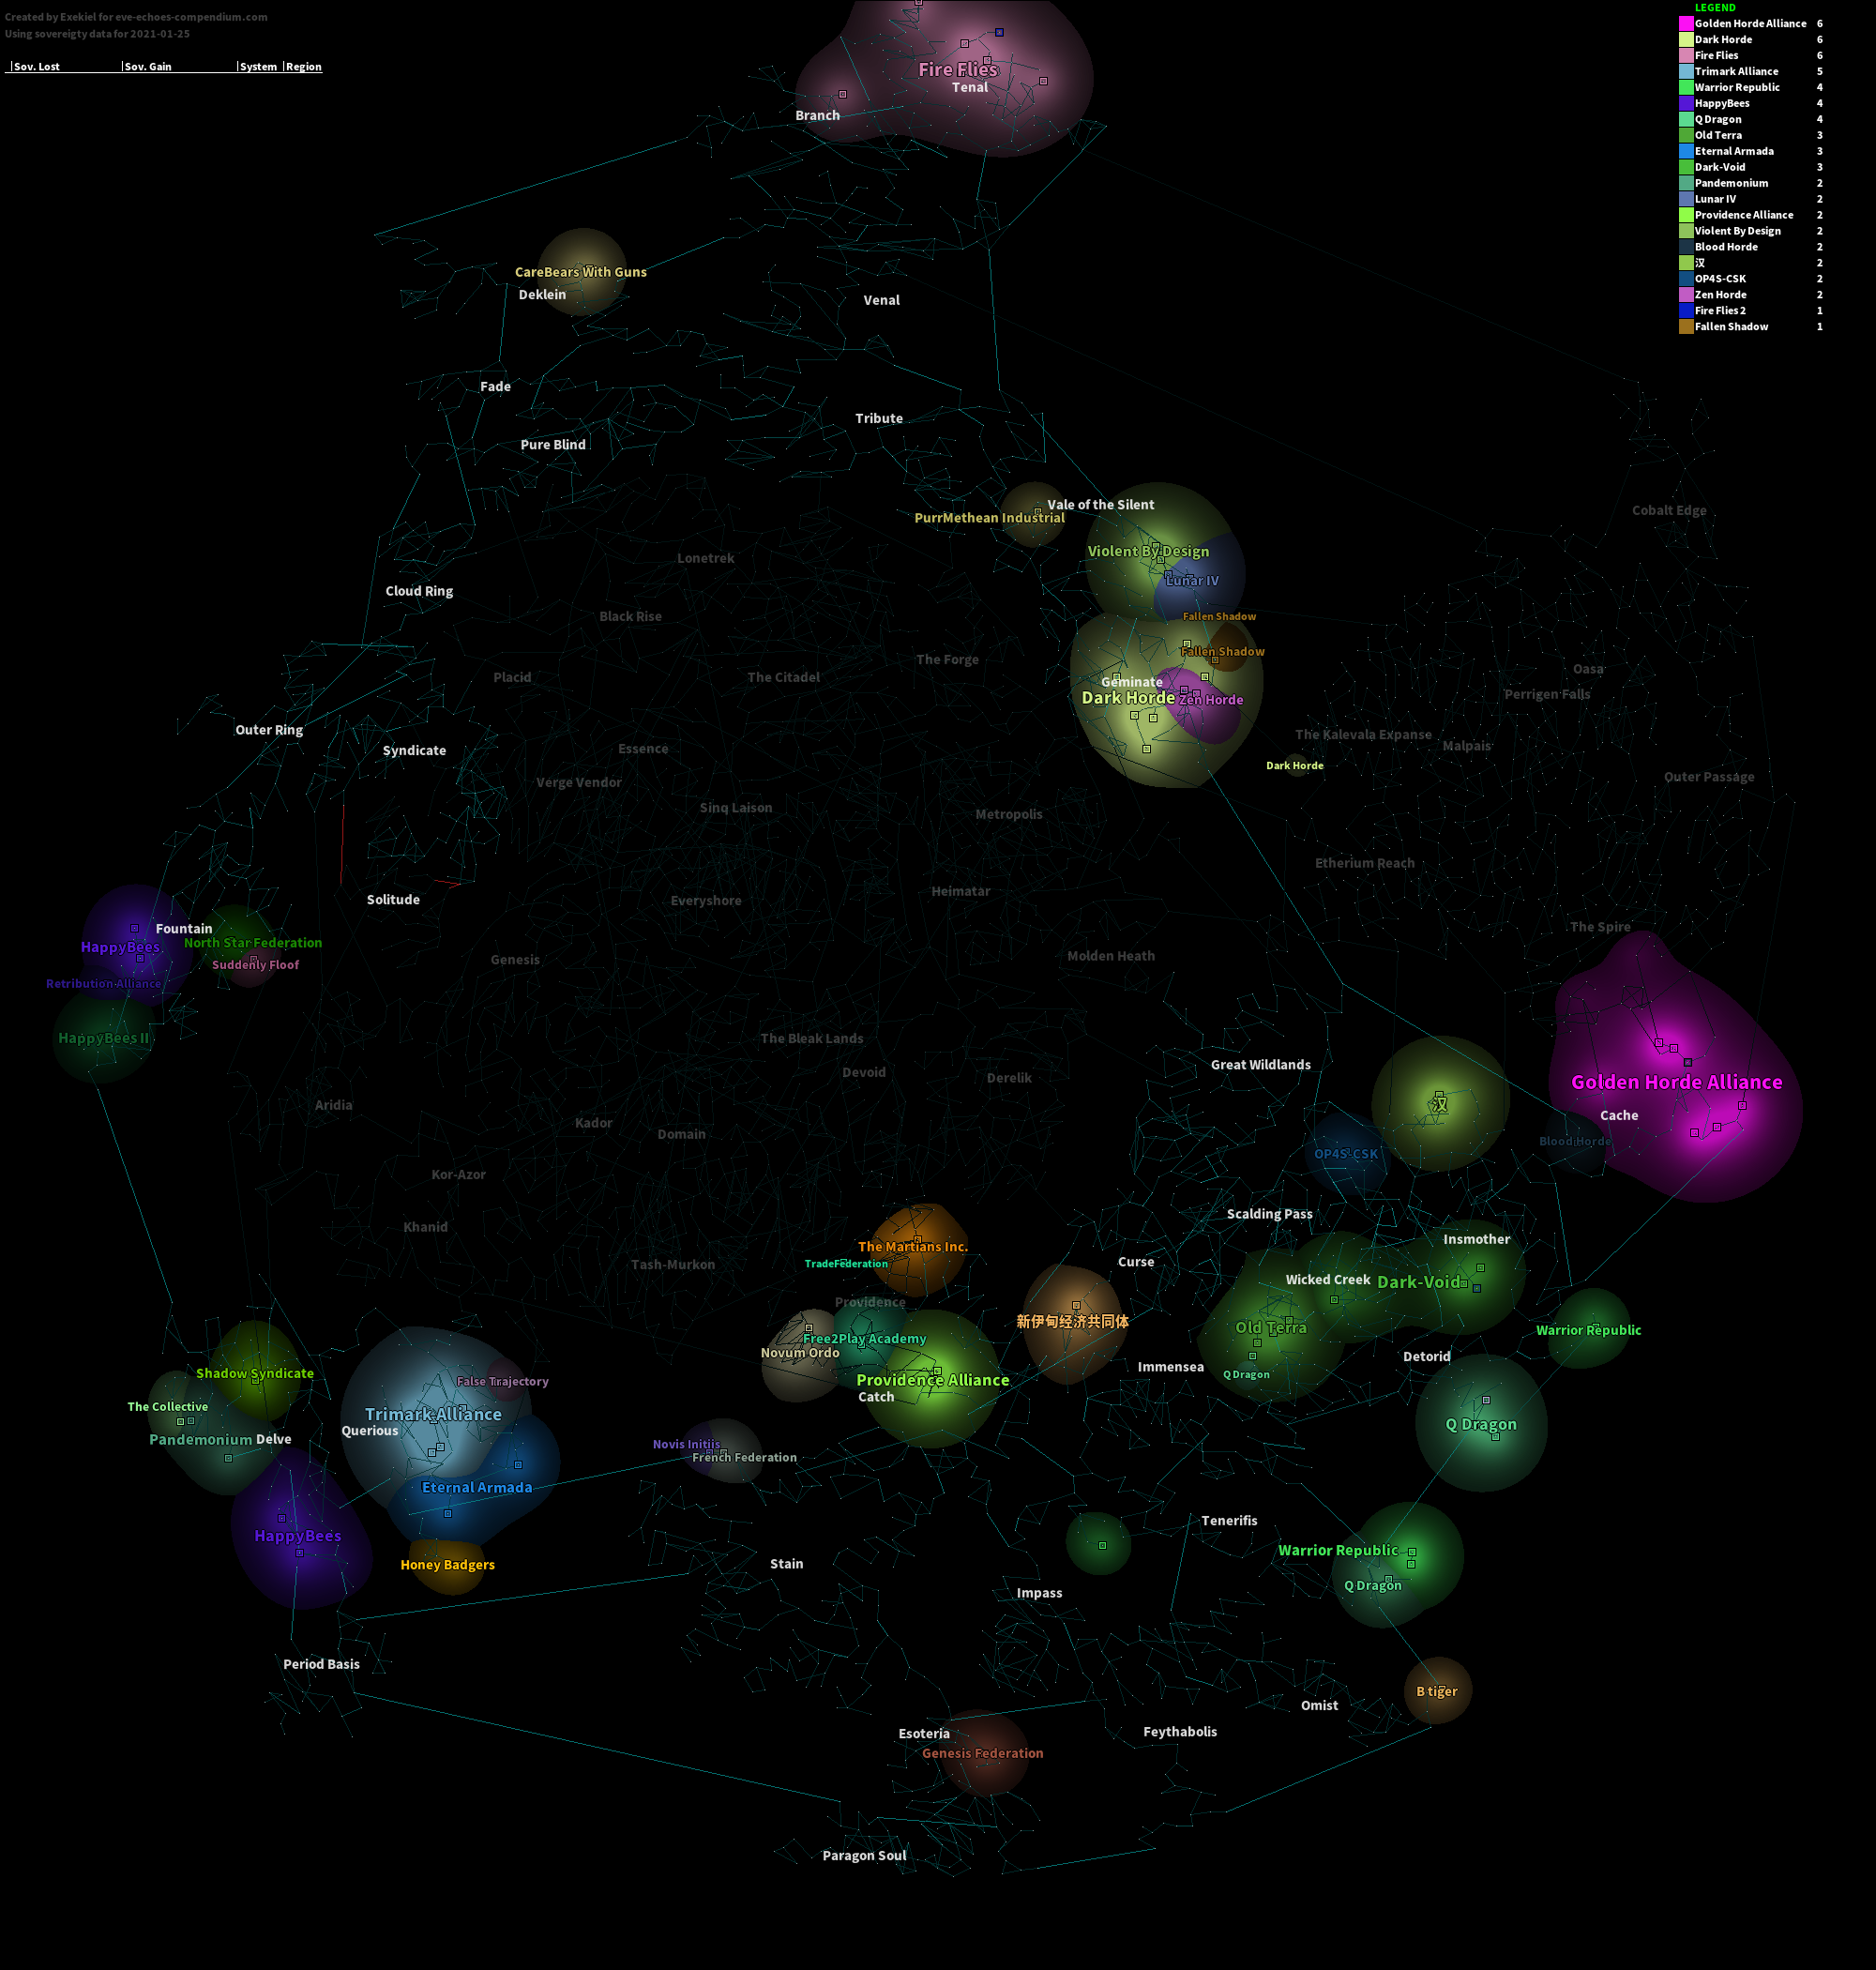 Created by Exekiel for eve-echoes-compendium.com
Using sovereigty data for 2021-01-25
Sov. Lost Sov. Gain System Region
LEGEND
Golden Horde Alliance 6
Dark Horde 6
Fire Flies 6
Trimark Alliance 5
Warrior Republic 4
HappyBees 4
Q Dragon 4
Old Terra 3
Eternal Armada 3
Dark-Void 3
Pandemonium 2
Lunar IV 2
Providence Alliance 2
Violent By Design 2
Blood Horde 2
汉 2
OP4S-CSK 2
Zen Horde 2
Fire Flies 2 1
Fallen Shadow 1
Fire Flies
Tenal
Branch
CareBears With Guns
Deklein
Venal
Fade
Tribute
Pure Blind
Vale of the Silent
PurrMethean Industrial
Cobalt Edge
Violent By Design
Lonetrek
Lunar IV
Cloud Ring
Black Rise
Fallen Shadow
Fallen Shadow
The Forge
Oasa
Placid
The Citadel
Geminate
Dark Horde
Zen Horde
Perrigen Falls
Outer Ring
The Kalevala Expanse
Malpais
Syndicate
Essence
Dark Horde
Outer Passage
Verge Vendor
Sinq Laison
Metropolis
Etherium Reach
Heimatar
Solitude
Everyshore
Fountain
The Spire
HappyBees
North Star Federation
Suddenly Floof
Genesis
Molden Heath
Retribution Alliance
HappyBees II
The Bleak Lands
Great Wildlands
Devoid
Derelik
Golden Horde Alliance
Aridia
汉
Cache
Kador
Domain
Blood Horde
OP4S-CSK
Kor-Azor
Scalding Pass
Khanid
Insmother
The Martians Inc.
TradeFederation
Tash-Murkon
Curse
Wicked Creek
Dark-Void
Providence
新伊甸经济共同体
Old Terra
Warrior Republic
Free2Play Academy
Novum Ordo
Detorid
Immensea
Shadow Syndicate
False Trajectory
Providence Alliance
Q Dragon
Catch
The Collective
Trimark Alliance
Querious
Q Dragon
Pandemonium
Delve
Novis Initiis
French Federation
Eternal Armada
Tenerifis
HappyBees
Warrior Republic
Honey Badgers
Stain
Impass
Q Dragon
Period Basis
B tiger
Omist
Esoteria
Feythabolis
Genesis Federation
Paragon Soul